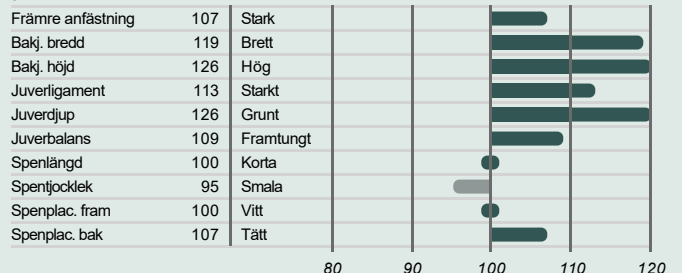 Främre anfästning 107 Stark
Bakj. bredd 119 Brett
Bakj. höjd 126 Hög
Juverligament 113 Starkt
Juverdjup 126 Grunt
Juverbalans 109 Framtungt
Spenlängd 100 Korta
Spentjocklek 95 Smala
Spenplac. fram 100 Vitt
Spenplac. bak 107 Tätt
80 90 100 110 120